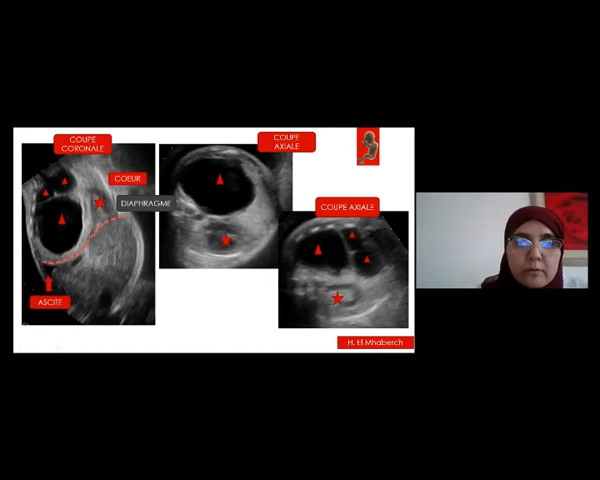 COUPE
CORONALE
COEUR
DIAPHRAGME
ASCITE
COUPE
AXIALE
COUPE AXIALE
H. El Mhaberch